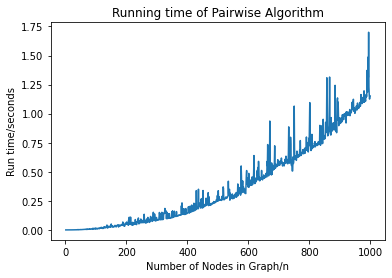 Running time of Pairwise Algorithm
1.75
1.50
1.25
1.00
0.75
0.50
0.25
0.00
Run time/seconds
0 200 400 600 800 1000
Number of Nodes in Graph/n